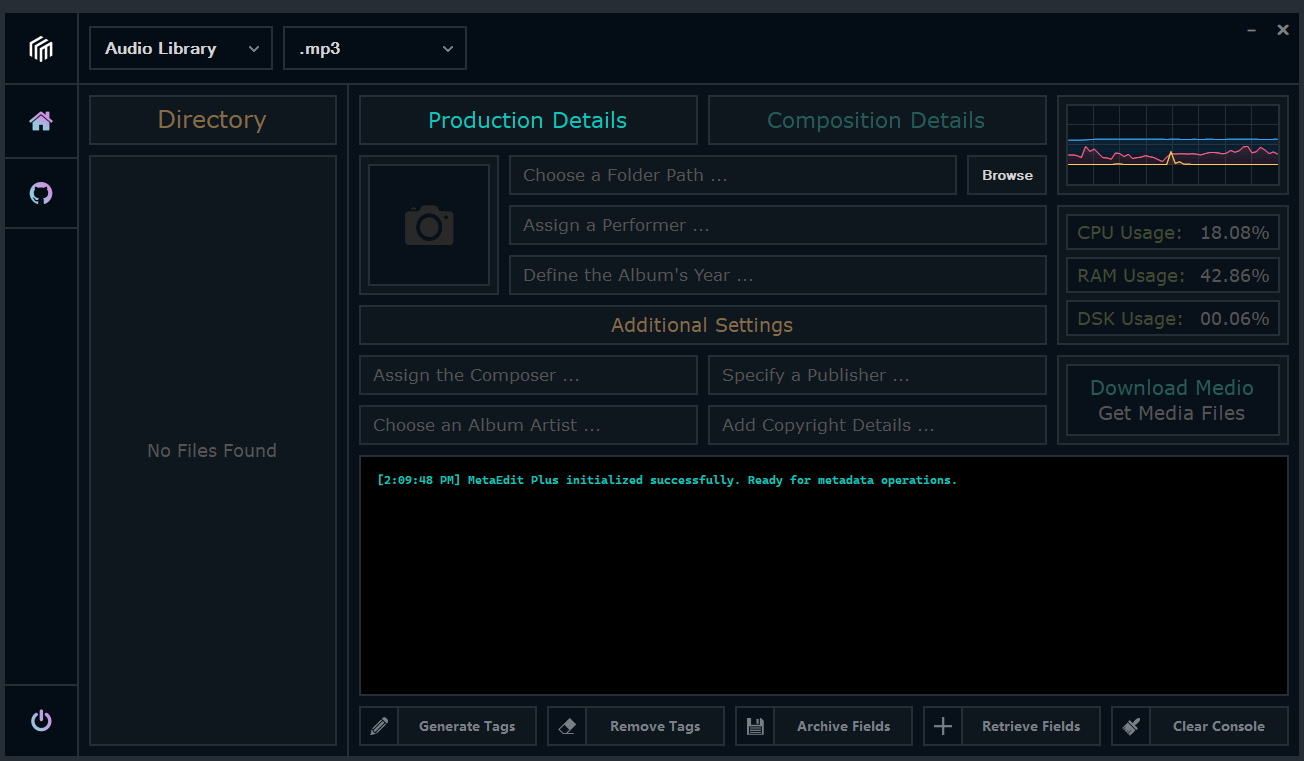 Audio Library
.mp3
Directory
No Files Found
Production Details
Composition Details
Choose a Folder Path ...
Browse
Assign a Performer ...
Define the Album's Year ...
Additional Settings
Assign the Composer ...
Specify a Publisher ...
Choose an Album Artist ...
Add Copyright Details ...
CPU Usage: 18.08%
RAM Usage: 42.86%
DSK Usage: 00.06%
Download Medio
Get Media Files
[2:09:48 PM] MetaEdit Plus initialized successfully. Ready for metadata operations.
Generate Tags
Remove Tags
Archive Fields
Retrieve Fields
Clear Console